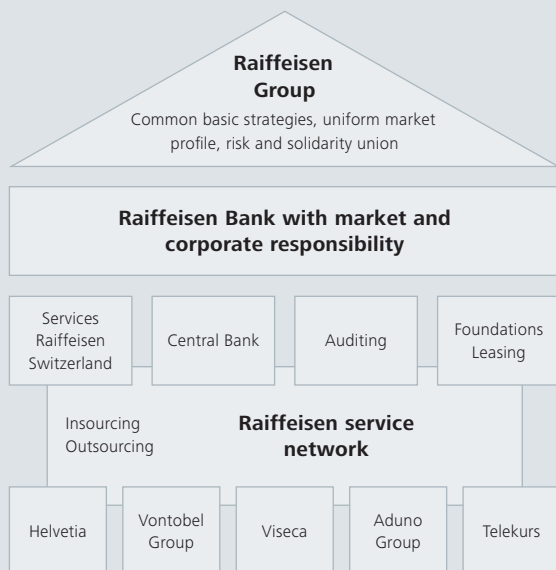 Raiffeisen
Group
Common basic strategies, uniform market
profile, risk and solidarity union
Raiffeisen Bank with market and
corporate responsibility
Services
Raiffeisen
Switzerland
Central Bank
Auditing
Foundations
Leasing
Insourcing
Outsourcing
Raiffeisen service
network
Helvetia
Vontobel
Group
Viseca
Aduno
Group
Telekurs